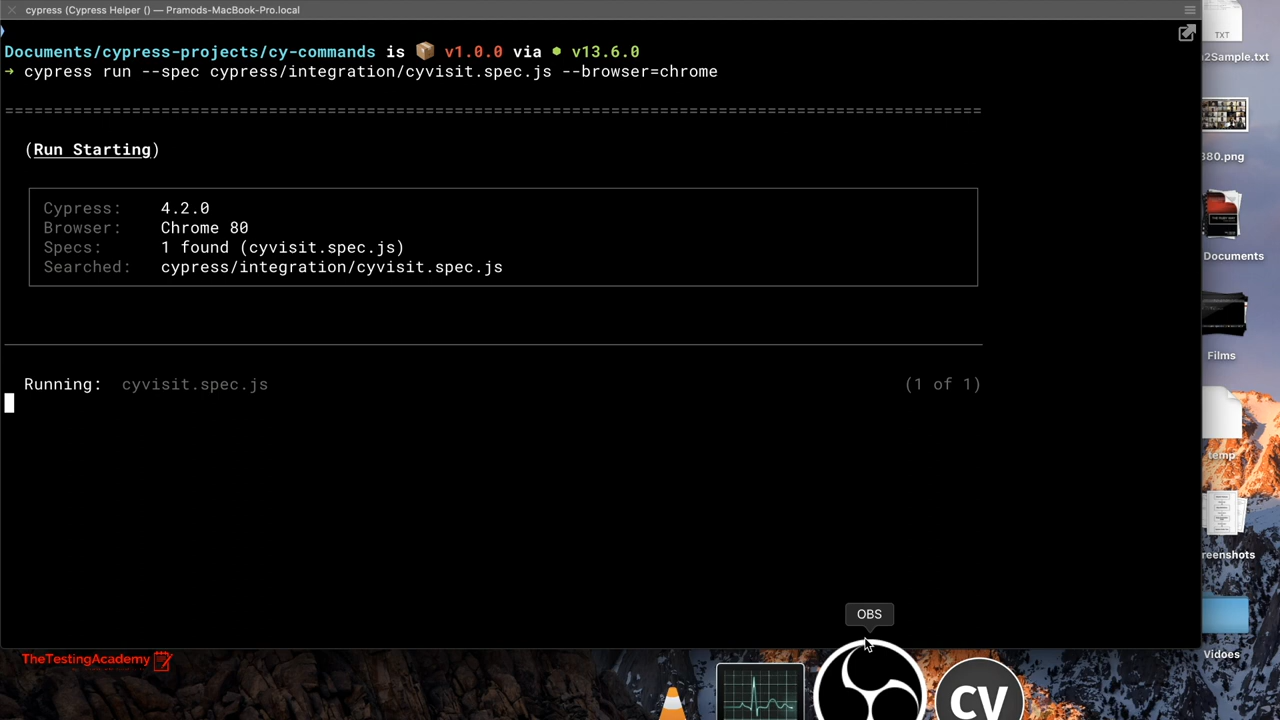 cypress (Cypress Helper () — Pramods-MacBook-Pro.local
Documents/cypress-projects/cy-commands is 📦 v1.0.0 via ⬢ v13.6.0
➜ cypress run --spec cypress/integration/cyvisit.spec.js --browser=chrome
====================================================================================================
(Run Starting)
Cypress: 4.2.0
Browser: Chrome 80
Specs: 1 found (cyvisit.spec.js)
Searched: cypress/integration/cyvisit.spec.js
Running: cyvisit.spec.js (1 of 1)
TXT
2Sample.txt
380.png
Documents
Films
temp
reenshots
Vidoes
OBS
TheTestingAcademy
CY